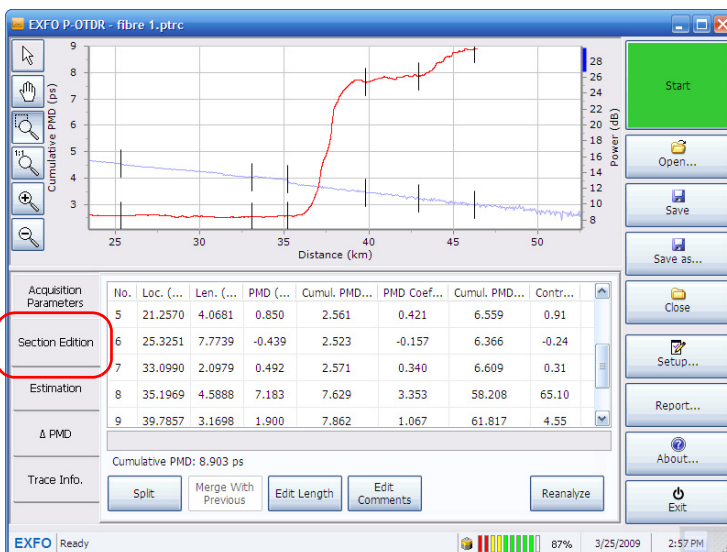 EXFO P-OTDR - fibre 1.ptrc
1:1
Cumulative PMD (ps)
9
8
7
6
5
4
3
28
26
24
22
20
18
16
14
12
10
8
Power (dB)
25 30 35 40 45 50
Distance (km)
Start
Open...
Save
Save as...
Close
Setup...
Report...
About...
Exit
Acquisition
Parameters
Section Edition
Estimation
Δ PMD
Trace Info.
No. Loc. (... Len. (... PMD (... Cumul. PMD... PMD Coef... Cumul. PMD... Contr...
5 21.2570 4.0681 0.850 2.561 0.421 6.559 0.91
6 25.3251 7.7739 -0.439 2.523 -0.157 6.366 -0.24
7 33.0990 2.0979 0.492 2.571 0.340 6.609 0.31
8 35.1969 4.5888 7.183 7.629 3.353 58.208 65.10
9 39.7857 3.1698 1.900 7.862 1.067 61.817 4.55
Cumulative PMD: 8.903 ps
Split
Merge With
Previous
Edit Length
Edit
Comments
Reanalyze
EXFO Ready
87% 3/25/2009 2:57 PM